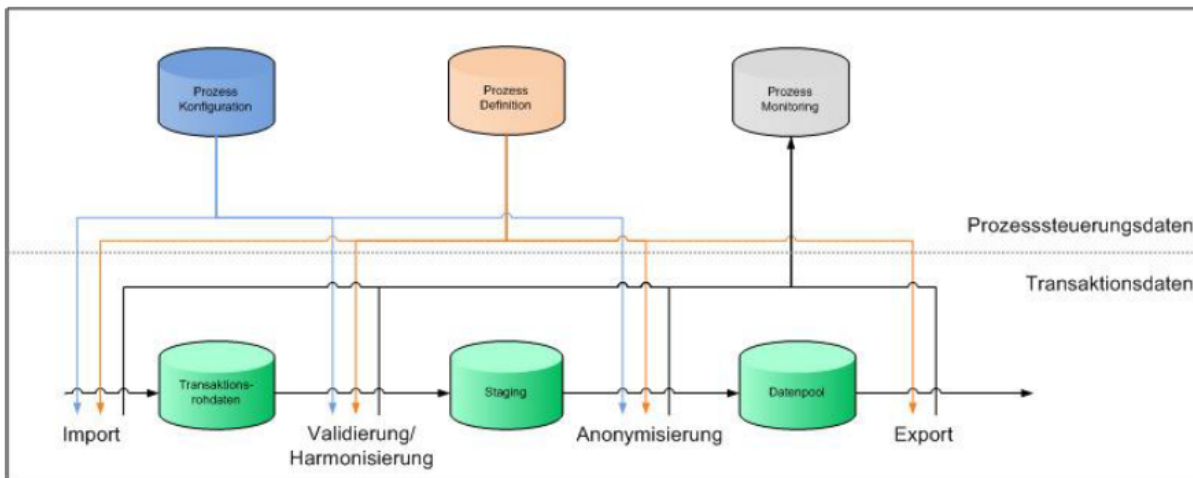 Prozess
Konfiguration
Prozess
Definition
Prozess
Monitoring
Prozesssteuerungsdaten
Transaktionsdaten
Transaktions-
rohdaten
Staging
Datenpool
Import
Validierung/
Harmonisierung
Anonymisierung
Export